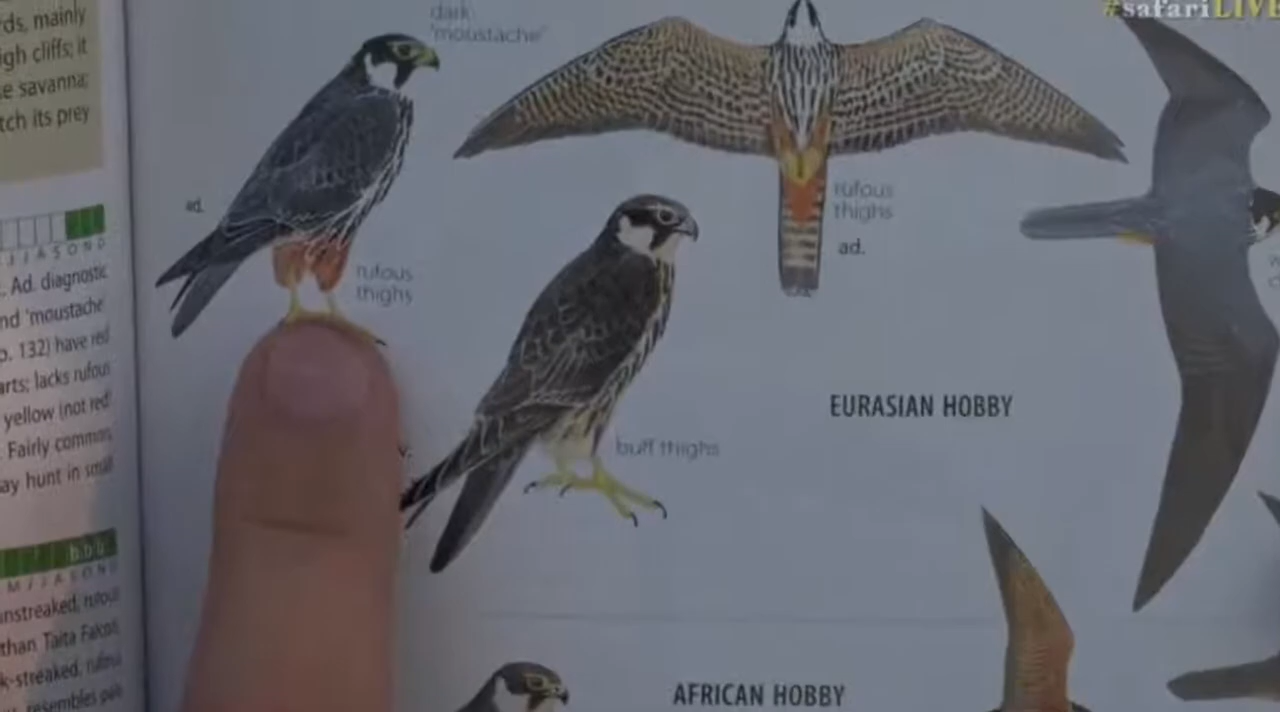 #safariLIVE
rds, mainly
igh cliffs; it
se savanna;
tch its prey
J J A S O N D
. Ad. diagnostic
nd 'moustache'
p. 132) have red
arts; lacks rufous
yellow (not red
. Fairly common,
ay hunt in small
b b b
M J J A S O N D
unstreaked, rufous
than Taita Falcon,
k-streaked, rufous
resembles pale
dark
'moustache'
ad.
rufous
thighs
rufous
thighs
ad.
buff thighs
EURASIAN HOBBY
AFRICAN HOBBY